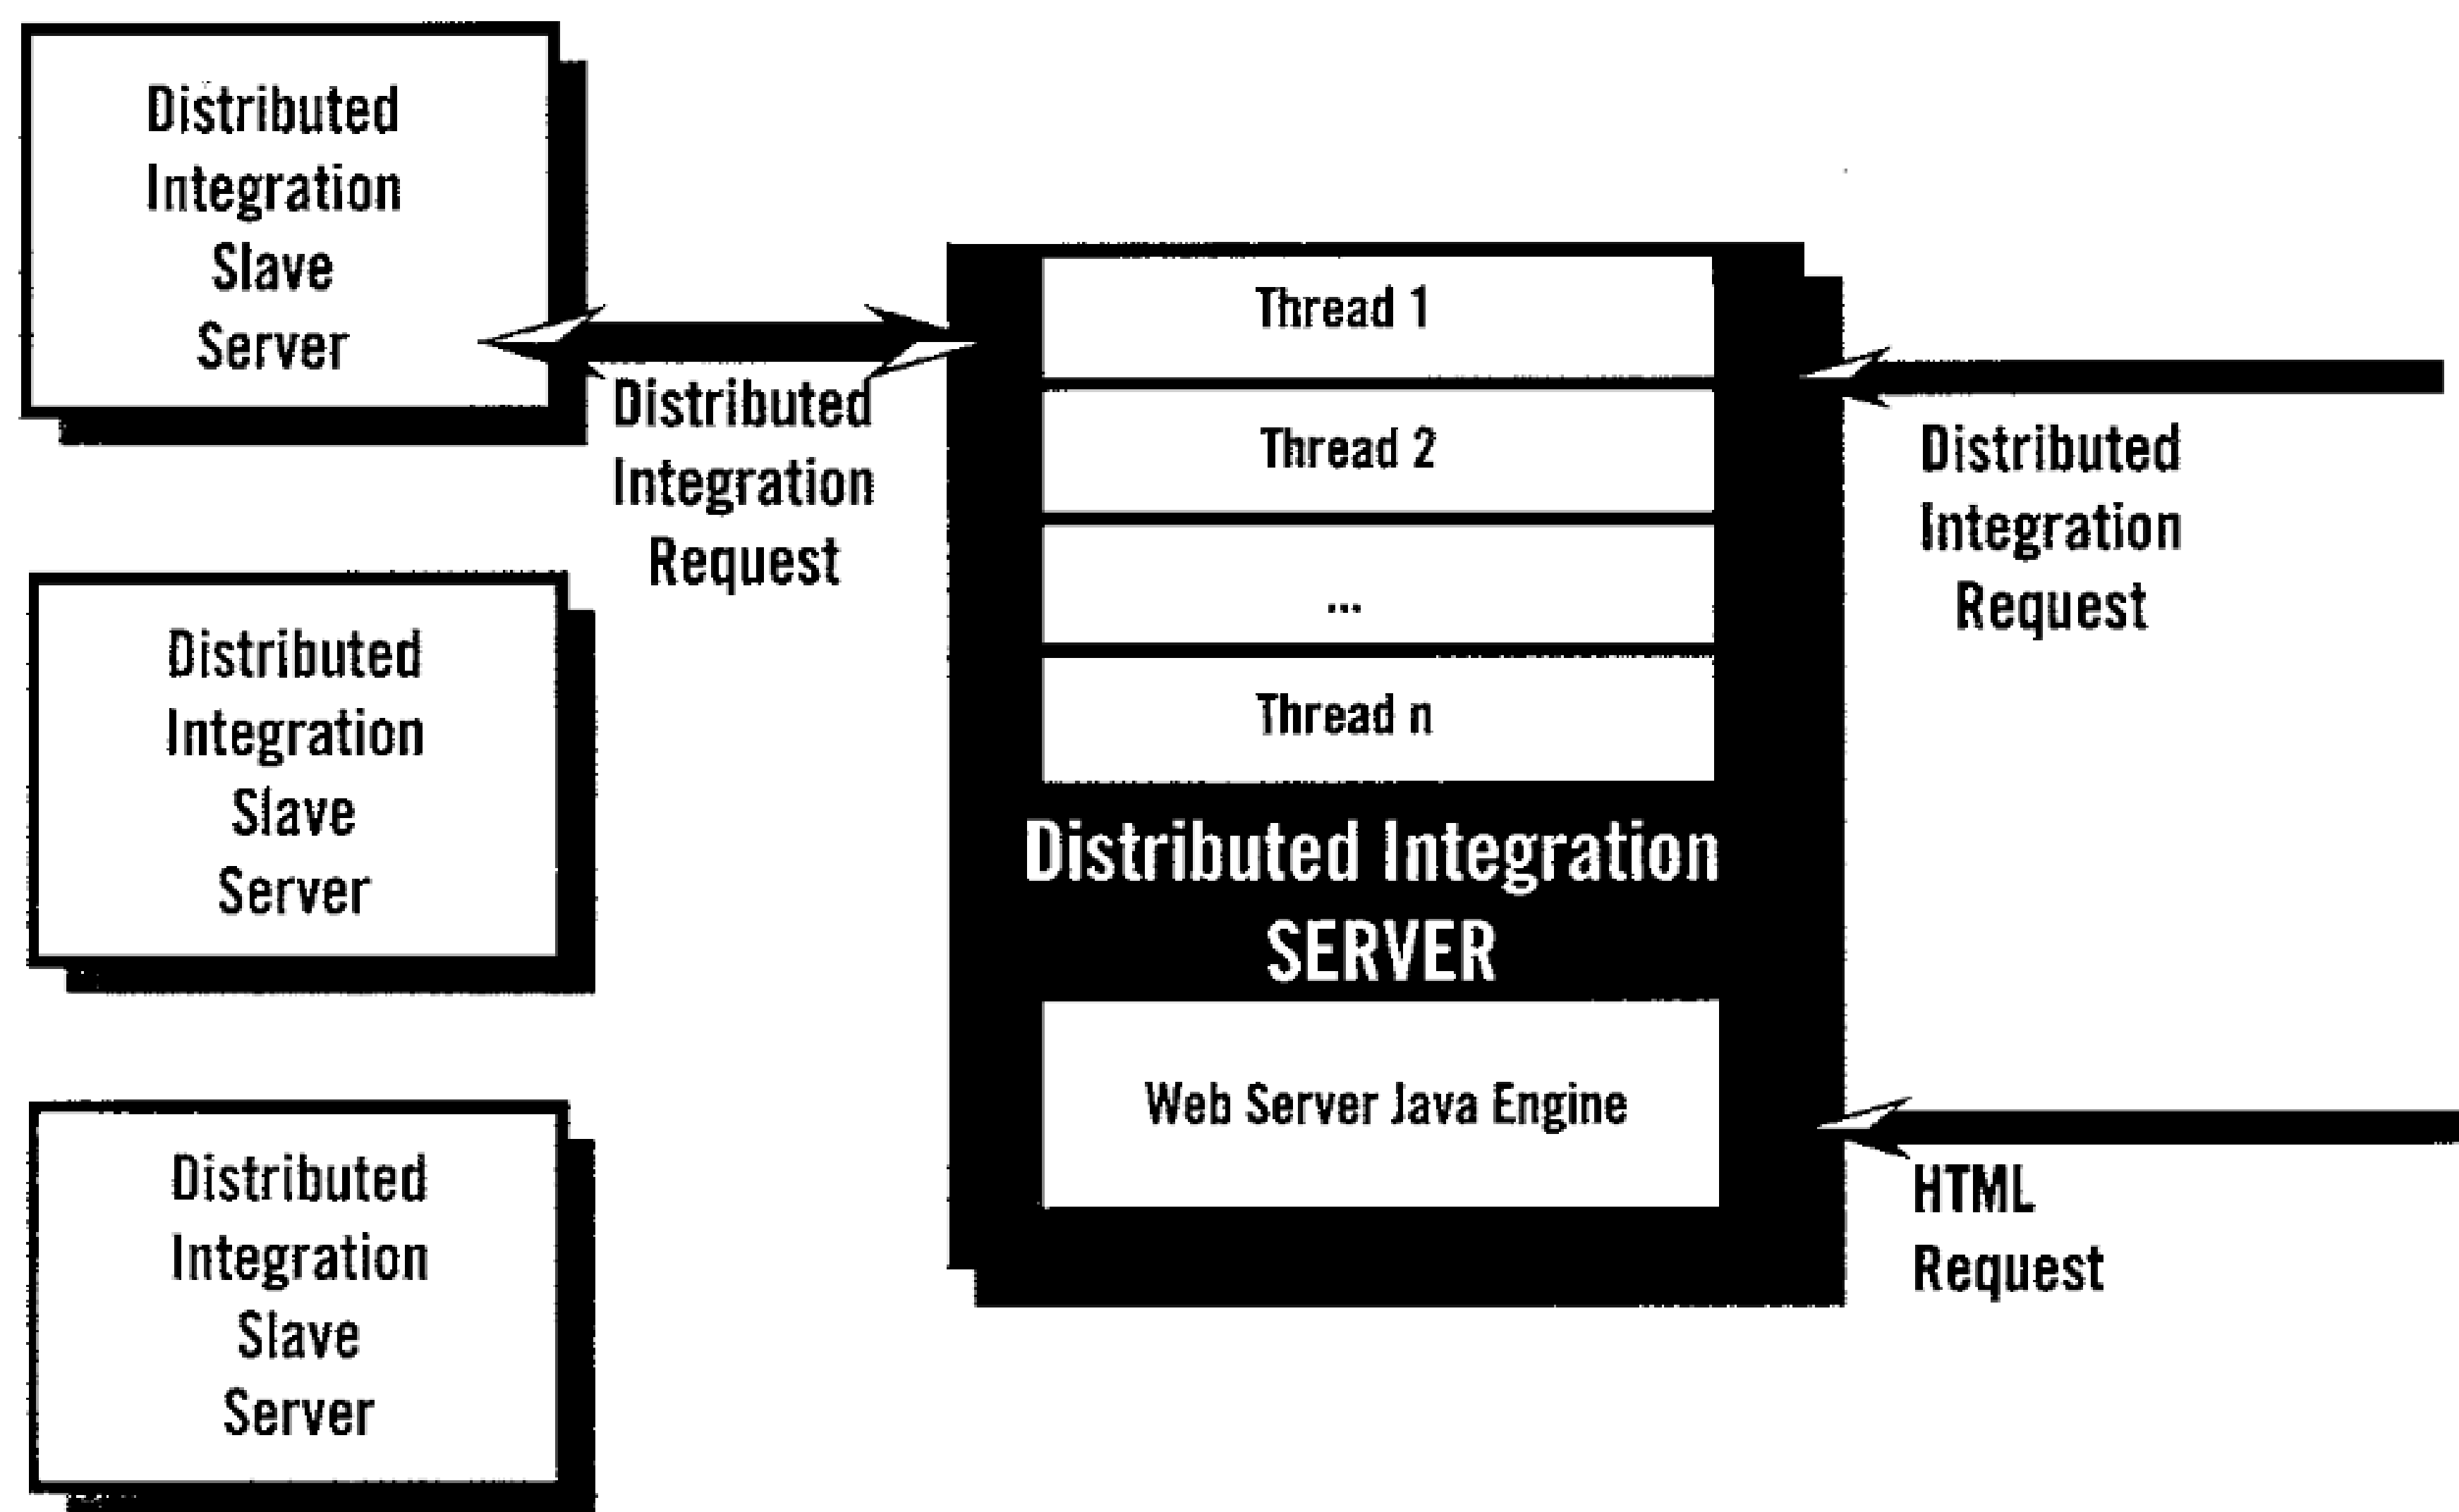 Distributed
Integration
Slave
Server
Distributed
Integration
Request
Distributed
Integration
Slave
Server
Distributed
Integration
Slave
Server
Thread 1
Thread 2
...
Thread n
Distributed Integration
SERVER
Web Server Java Engine
Distributed
Integration
Request
HTML
Request